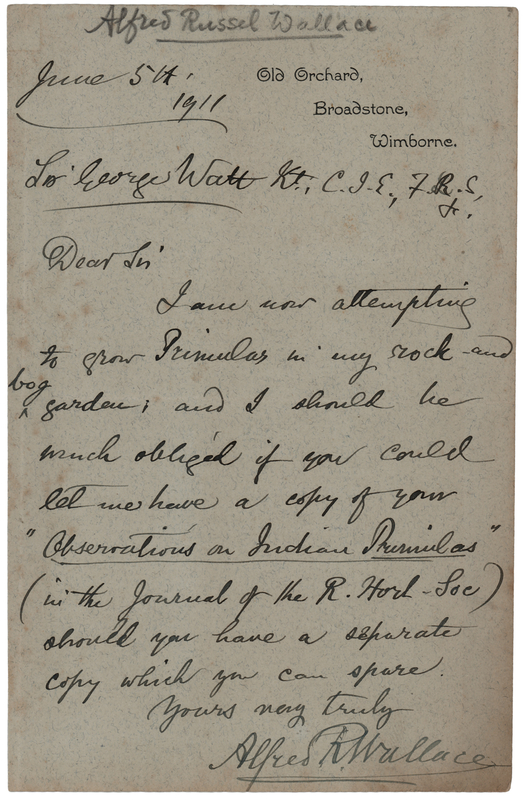 Alfred Russel Wallace
June 5th. 1911
Old Orchard,
Broadstone,
Wimborne.
Sir George Watt Kt; C.I.E., F.R.S, &c.
Dear Sir
I am now attempting
to grow Primulas in my rock-and
bog garden; and I should be
much obliged if you could
let me have a copy of your
"Observations on Indian Primulas"
(in the Journal of the R. Hort-Soc)
should you have a separate
copy which you can spare.
Yours very truly
Alfred R. Wallace